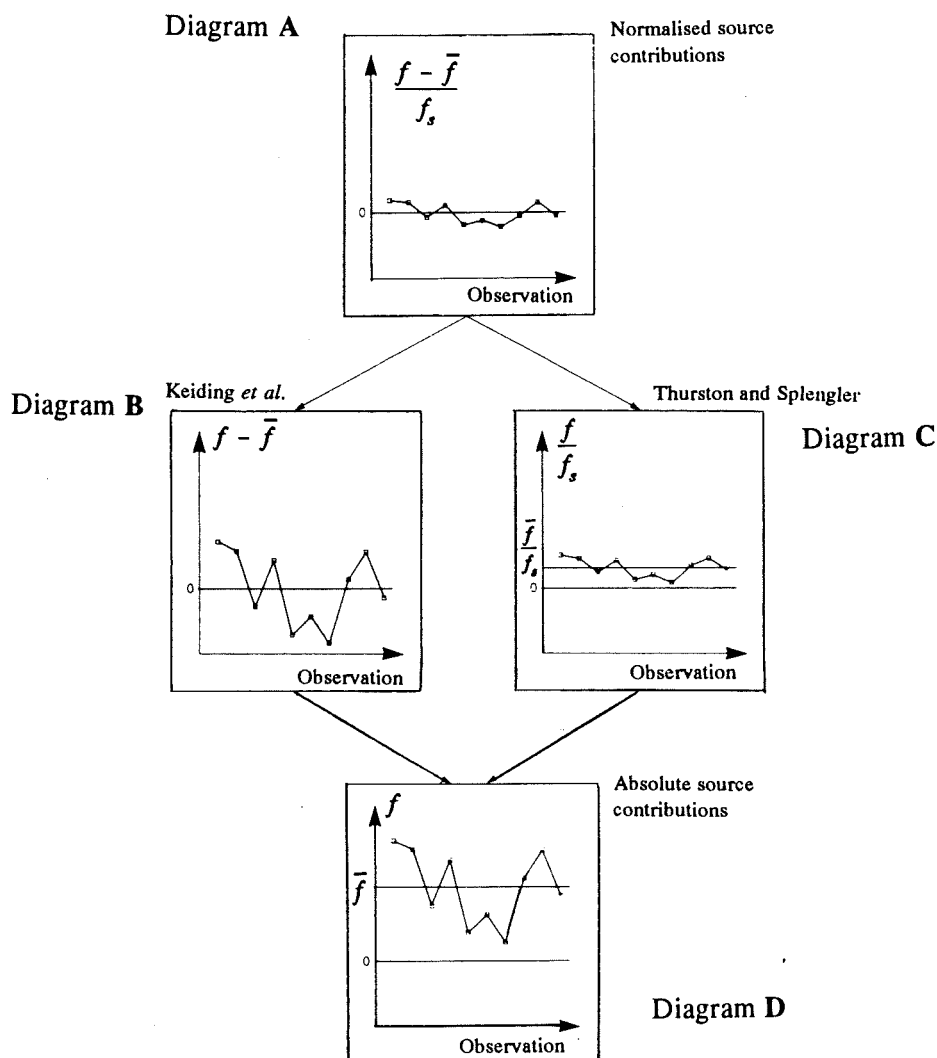 Diagram A
Normalised source
contributions
f − f̄
f_s
0
Observation
Diagram B
Keiding et al.
f − f̄
0
Observation
Thurston and Splengler
Diagram C
f
f_s
f̄
f_s
0
Observation
Absolute source
contributions
f
f̄
0
Observation
Diagram D